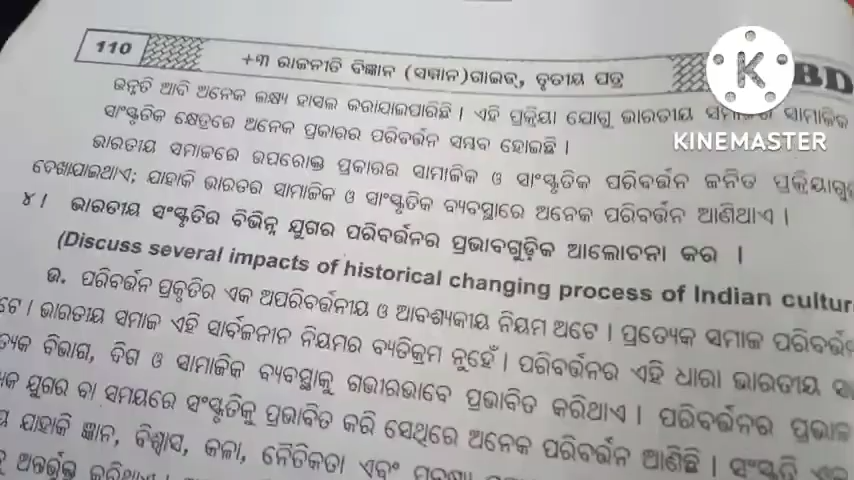 110
+୩ ରାଜନୀତି ବିଜ୍ଞାନ (ସମ୍ମାନ) ଗାଇଡ୍, ତୃତୀୟ ପତ୍ର
BD
K
KINEMASTER
ଉନ୍ନତି ଆଦି ଅନେକ ଲକ୍ଷ୍ୟ ହାସଲ କରାଯାଇପାରିଛି । ଏହି ପ୍ରକ୍ରିୟା ଯୋଗୁ ଭାରତୀୟ ସାମାଜିକ
ସାଂସ୍କୃତିକ କ୍ଷେତ୍ରରେ ଅନେକ ପ୍ରକାରର ପରିବର୍ତ୍ତନ ସମ୍ଭବ ହୋଇଛି ।
ଭାରତୀୟ ସମାଜରେ ଉପରୋକ୍ତ ପ୍ରକାରର ସାମାଜିକ ଓ ସାଂସ୍କୃତିକ ପରିବର୍ତ୍ତନ ଜନିତ
ଦେଖାଯାଇଥାଏ; ଯାହାକି ଭାରତର ସାମାଜିକ ଓ ସାଂସ୍କୃତିକ ବ୍ୟବସ୍ଥାରେ ଅନେକ ପରିବର୍ତ୍ତନ ଆଣିଥାଏ ।
୪ । ଭାରତୀୟ ସଂସ୍କୃତିର ବିଭିନ୍ନ ଯୁଗର ପରିବର୍ତ୍ତନର ପ୍ରଭାବଗୁଡ଼ିକ ଆଲୋଚନା କର ।
(Discuss several impacts of historical changing process of Indian cultur
ଉ. ପରିବର୍ତ୍ତନ ପ୍ରକୃତିର ଏକ ଅପରିବର୍ତ୍ତନୀୟ ଓ ଆବଶ୍ୟକୀୟ ନିୟମ ଅଟେ । ପ୍ରତ୍ୟେକ ସମାଜ
ଭାରତୀୟ ସମାଜ ଏହି ସାର୍ବଜନୀନ ନିୟମର ବ୍ୟତିକ୍ରମ ନୁହେଁ । ପରିବର୍ତ୍ତନର ଏହି ଧାରା ଭାରତୀୟ
ବିଭାଗ, ଦିଗ ଓ ସାମାଜିକ ବ୍ୟବସ୍ଥାକୁ ଗଭୀରଭାବେ ପ୍ରଭାବିତ କରିଥାଏ । ପରିବର୍ତ୍ତନର
ଯୁଗର ବା ସମୟରେ ସଂସ୍କୃତିକୁ ପ୍ରଭାବିତ କରି ସେଥିରେ ଅନେକ ପରିବର୍ତ୍ତନ ଆଣିଛି । ସଂସ୍କୃତି
ଯାହାକି ଜ୍ଞାନ, ବିଶ୍ୱାସ, କଳା, ନୈତିକତା ଏବଂ
ଅନ୍ତର୍ଭୁକ୍ତ କରିଥାଏ ।